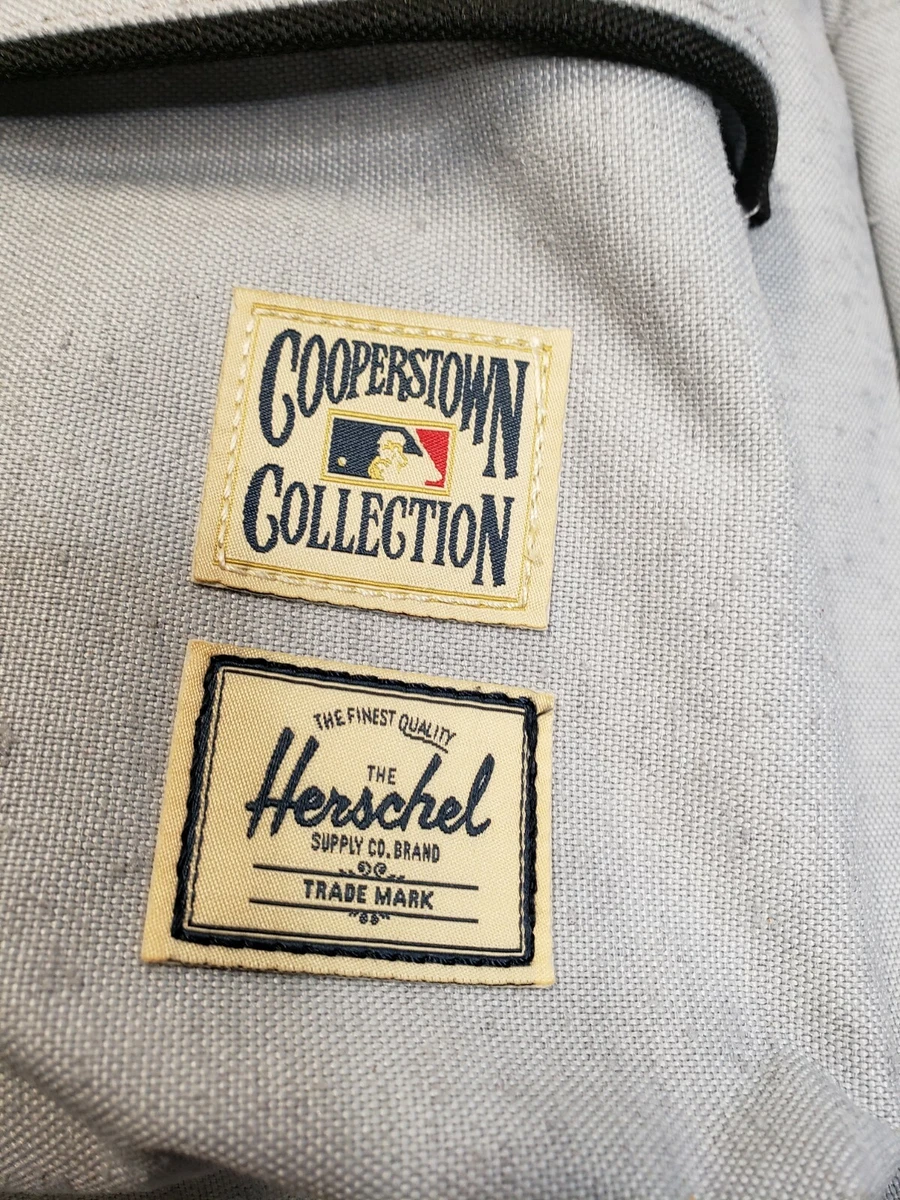 COOPERSTOWN
COLLECTION
THE FINEST QUALITY
THE
Herschel
SUPPLY CO. BRAND
TRADE MARK